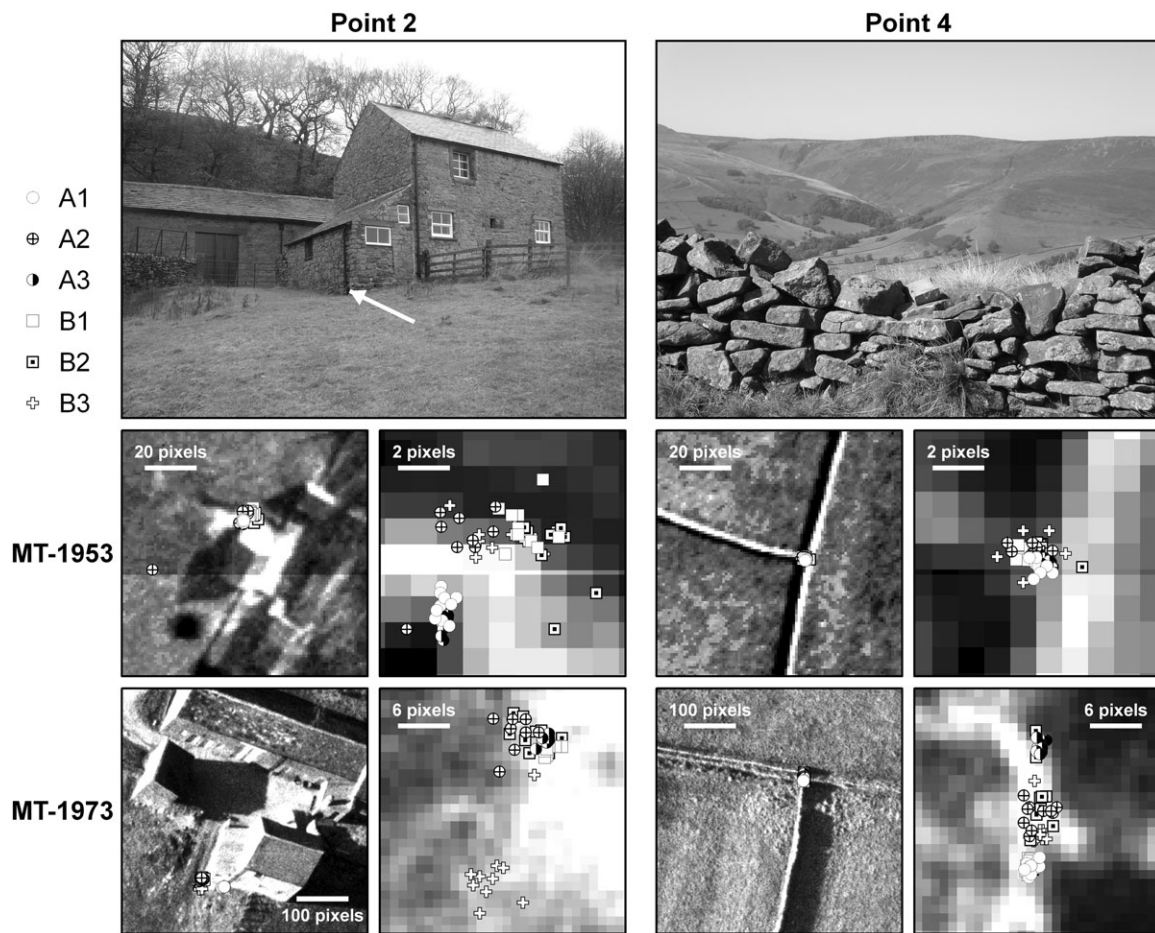 Point 2
Point 4
A1
A2
A3
B1
B2
B3
MT-1953
20 pixels
2 pixels
20 pixels
2 pixels
MT-1973
100 pixels
6 pixels
100 pixels
6 pixels